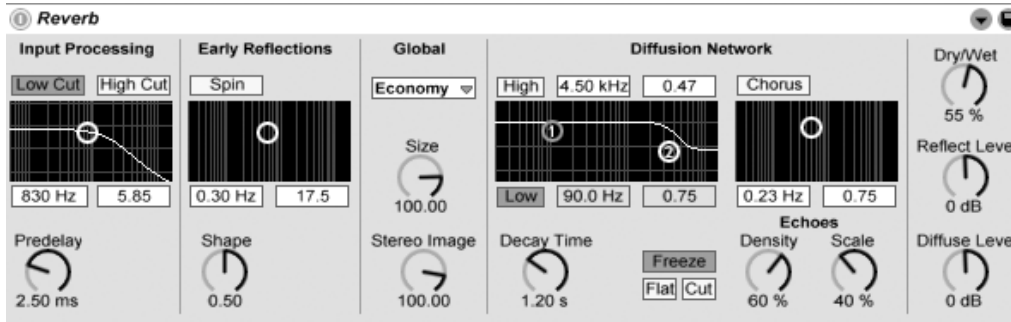 Reverb
Input Processing
Low Cut High Cut
830 Hz 5.85
Predelay
2.50 ms
Early Reflections
Spin
0.30 Hz 17.5
Shape
0.50
Global
Economy
Size
100.00
Stereo Image
100.00
Diffusion Network
High 4.50 kHz 0.47
1
2
Low 90.0 Hz 0.75
Decay Time
1.20 s
Freeze
Flat Cut
Chorus
0.23 Hz 0.75
Echoes
Density Scale
60 % 40 %
Dry/Wet
55 %
Reflect Leve
0 dB
Diffuse Leve
0 dB